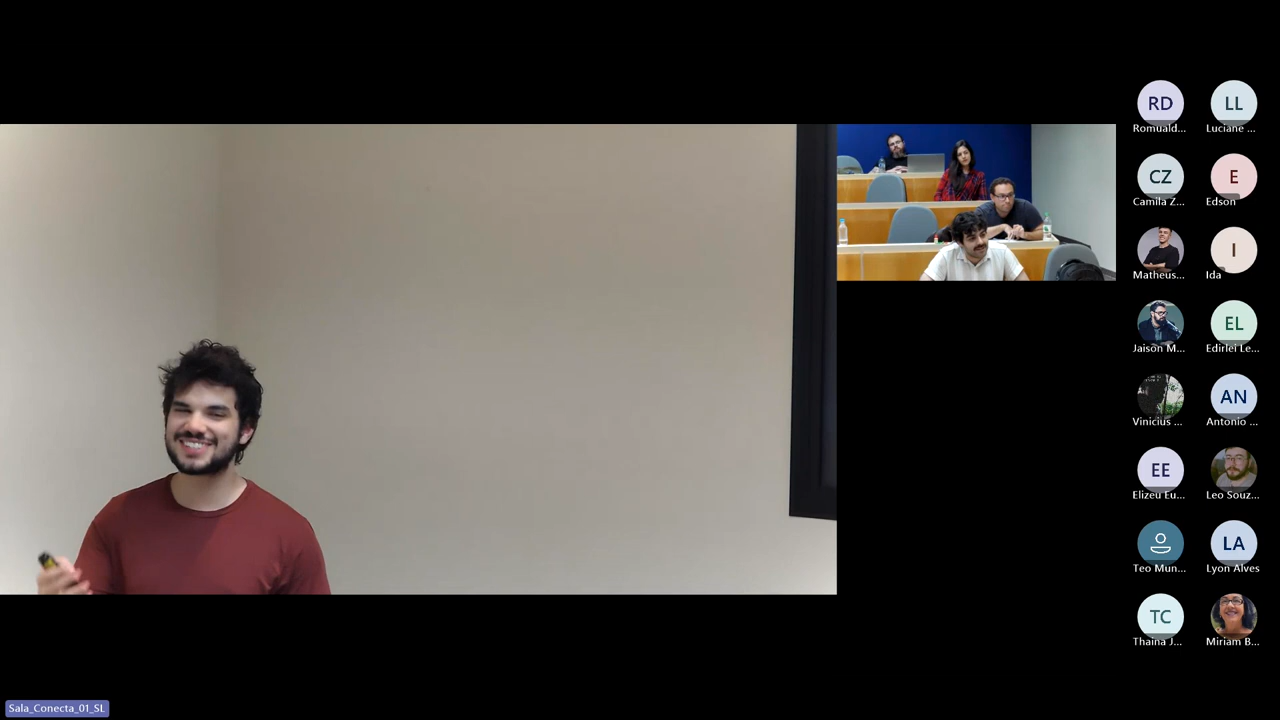 RD
LL
Romuald...
Luciane ...
CZ
E
Camila Z...
Edson
I
Matheus...
Ida
EL
Jaison M...
Edirlei Le...
AN
Vinicius ...
Antonio ...
EE
Elizeu Eu...
Leo Souz...
LA
Teo Mun...
Lyon Alves
TC
Thaina J...
Miriam B...
Sala_Conecta_01_SL